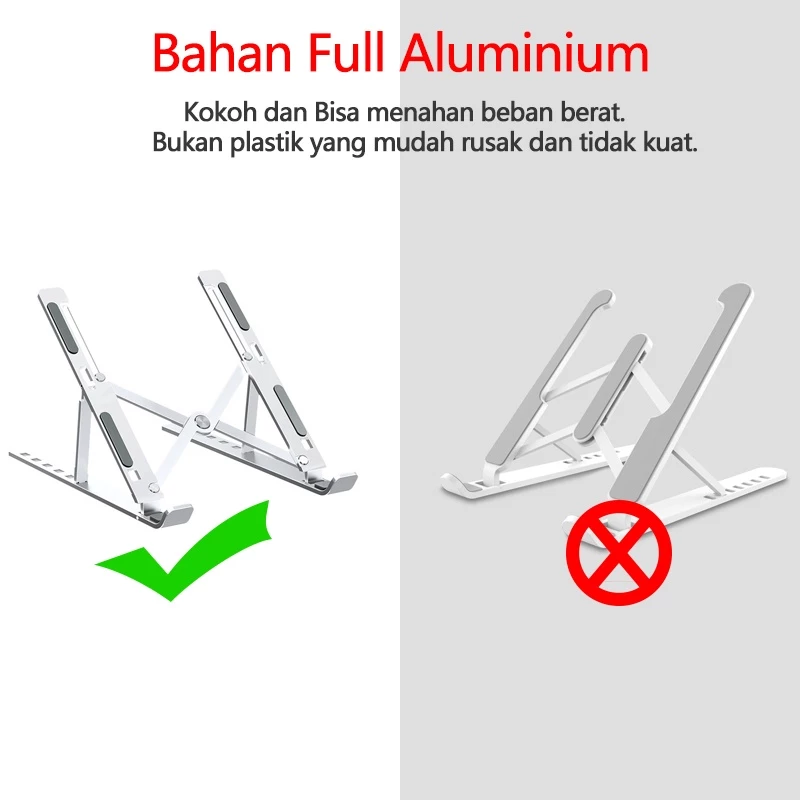 Bahan Full Aluminium
Kokoh dan Bisa menahan beban berat.
Bukan plastik yang mudah rusak dan tidak kuat.